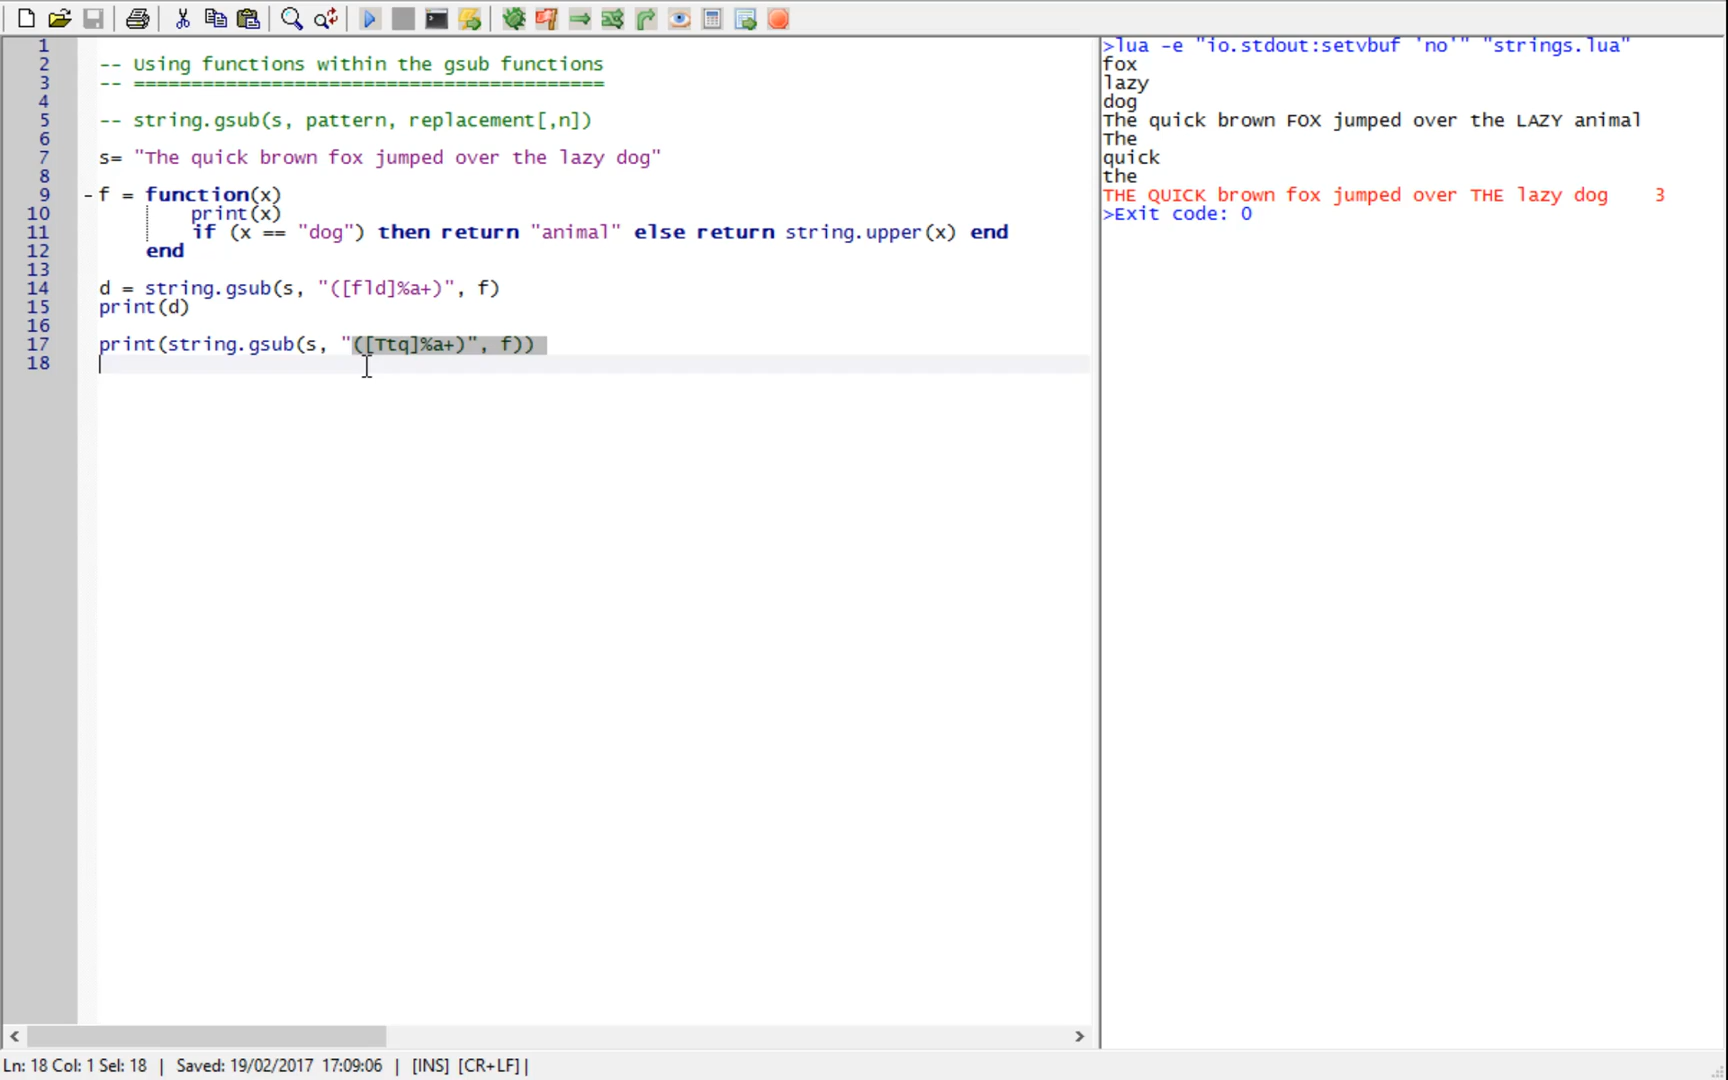 1
2 -- Using functions within the gsub functions
3 -- =========================================
4
5 -- string.gsub(s, pattern, replacement[,n])
6
7 s= "The quick brown fox jumped over the lazy dog"
8
9 - f = function(x)
10 print(x)
11 if (x == "dog") then return "animal" else return string.upper(x) end
12 end
13
14 d = string.gsub(s, "([fld]%a+)", f)
15 print(d)
16
17 print(string.gsub(s, "([Ttq]%a+)", f))
18
>lua -e "io.stdout:setvbuf 'no'" "strings.lua"
fox
lazy
dog
The quick brown FOX jumped over the LAZY animal
The
quick
the
THE QUICK brown fox jumped over THE lazy dog 3
>Exit code: 0
Ln: 18 Col: 1 Sel: 18 | Saved: 19/02/2017 17:09:06 | [INS] [CR+LF] |